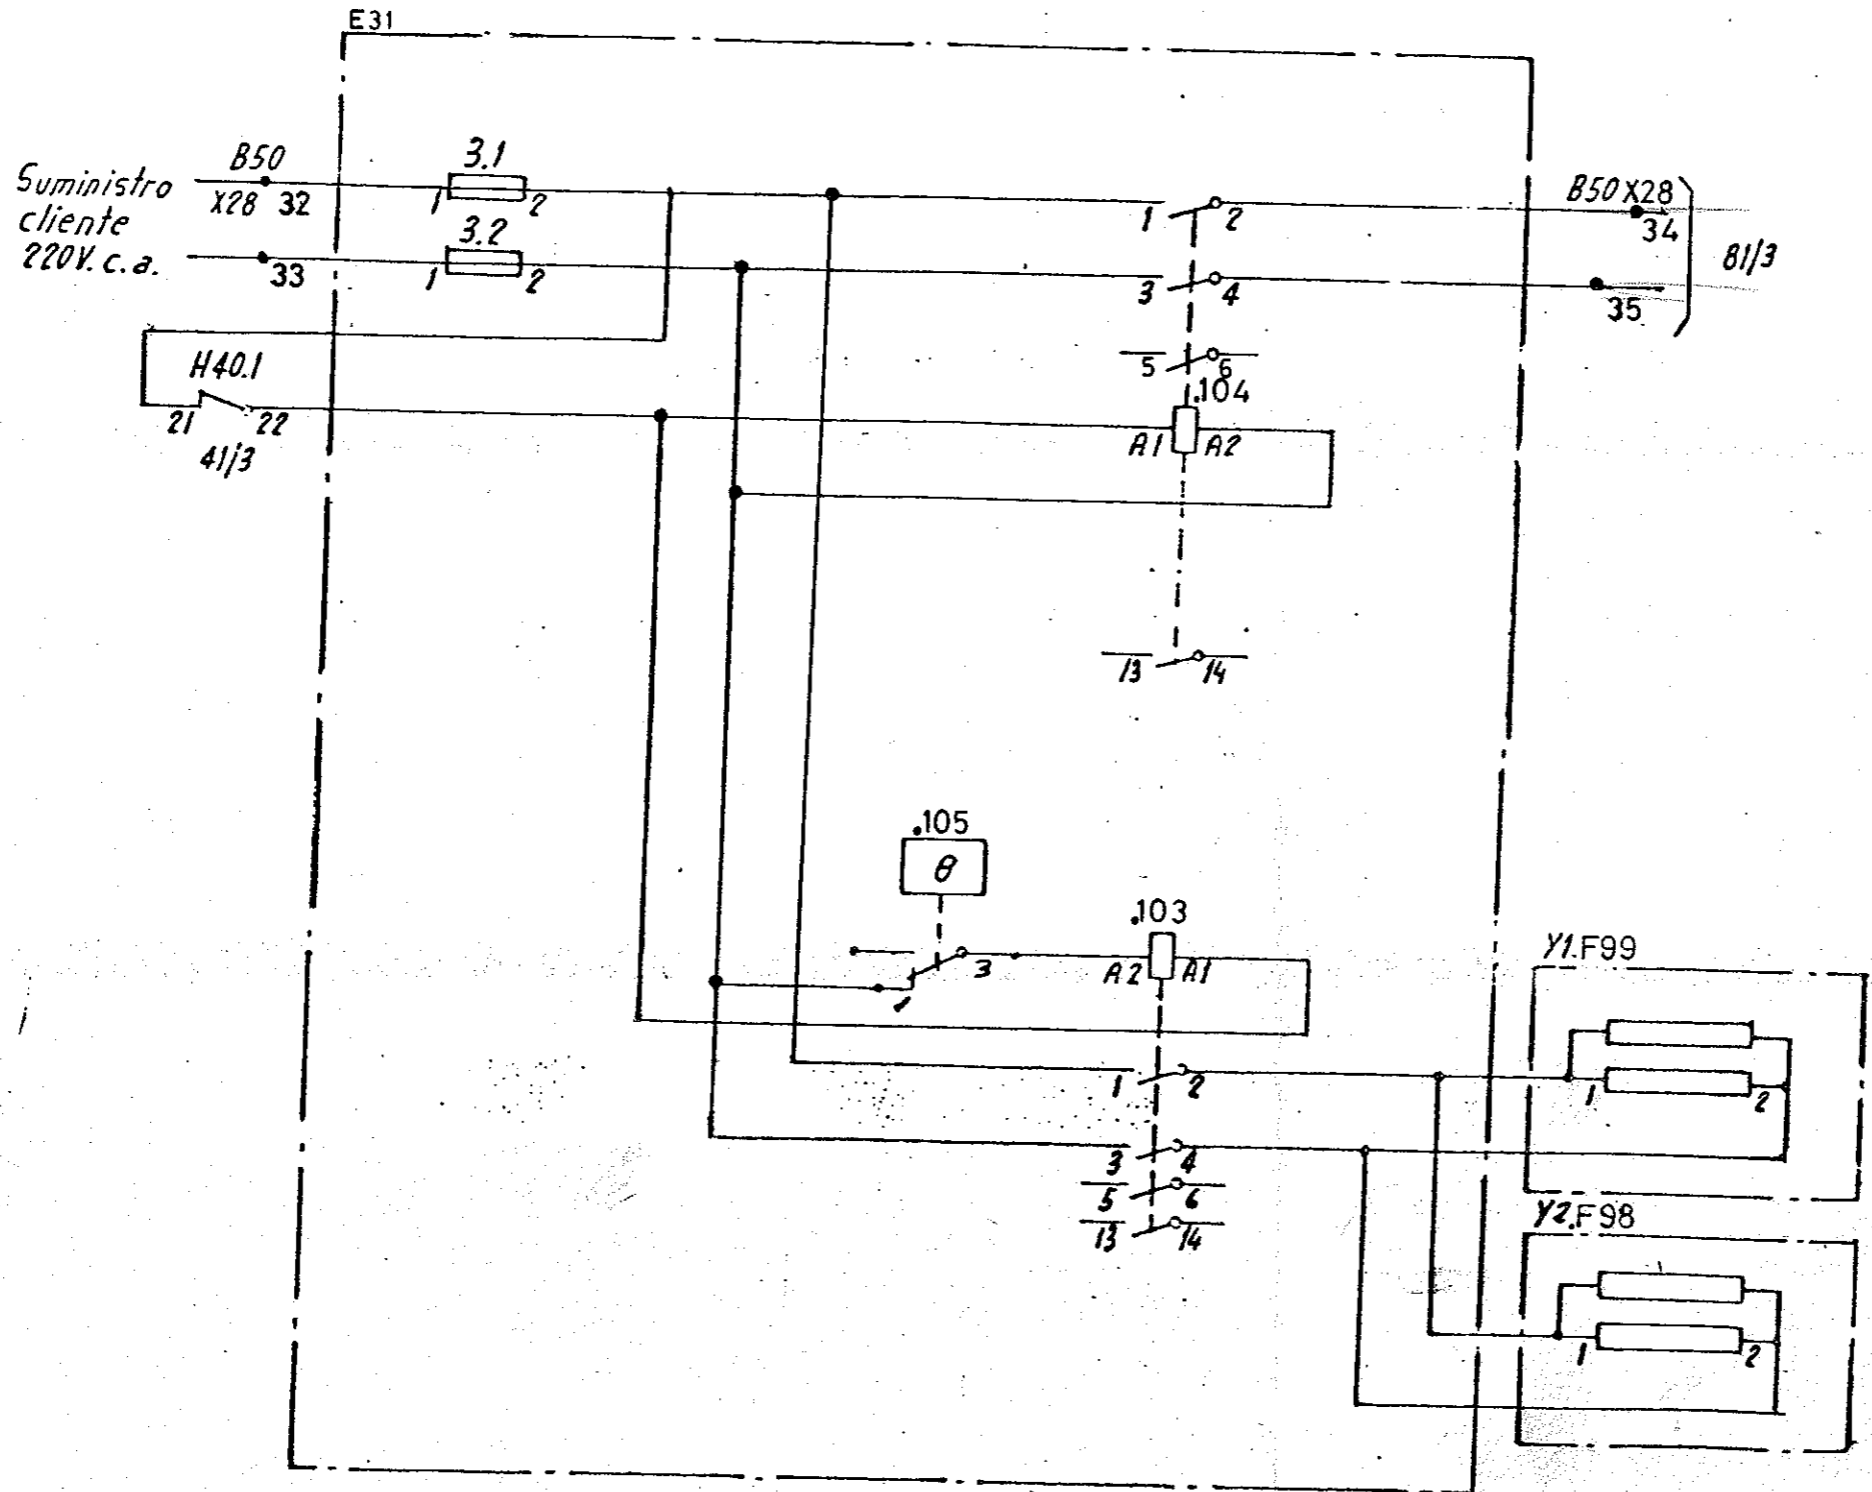 E31
Suministro
cliente
220V. c. a.
B50
X28 32
33
3.1
1 2
3.2
1 2
1 2
3 4
5 6
B50 X28
34
35
81/3
H40.1
21 22
41/3
.104
A1 A2
13 14
.105
θ
1 3
.103
A2 A1
1 2
3 4
5 6
13 14
Y1.F99
1 2
Y2.F98
1 2